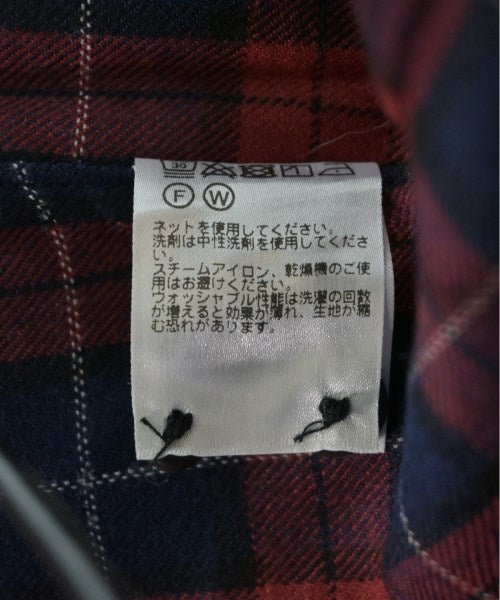 30
F W
ネットを使用してください。
洗剤は中性洗剤を使用してくださ
い。
スチームアイロン、乾燥機のご使
用はお避けください。
ウォッシャブル性能は洗濯の回数
が増えると効果が薄れ、生地が縮
む恐れがあります。